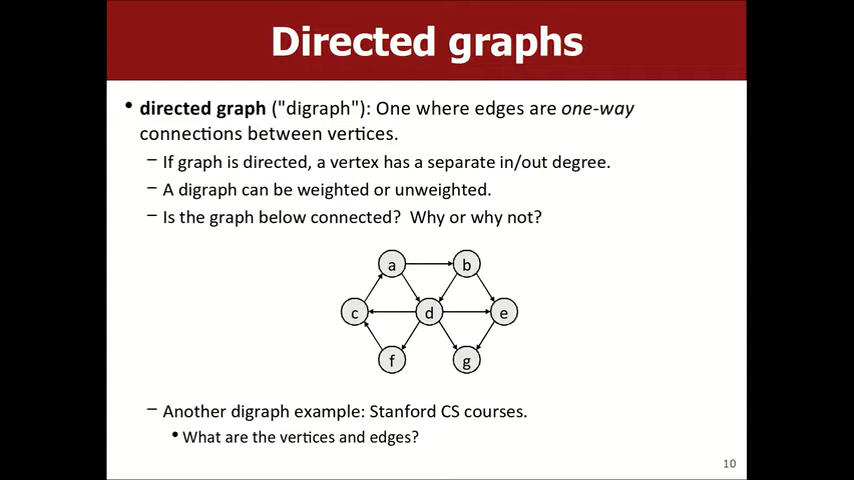 Directed graphs
• directed graph ("digraph"): One where edges are one-way
connections between vertices.
– If graph is directed, a vertex has a separate in/out degree.
– A digraph can be weighted or unweighted.
– Is the graph below connected?  Why or why not?
a b
c d e
f g
– Another digraph example: Stanford CS courses.
• What are the vertices and edges?
10